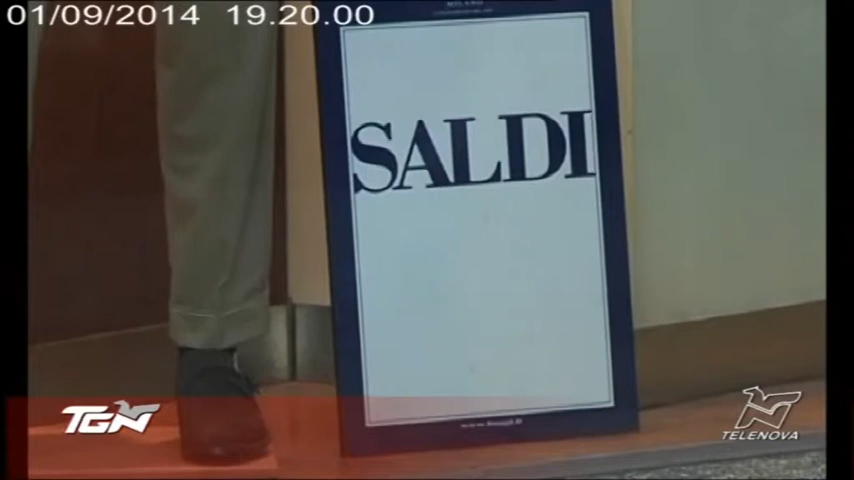 01/09/2014 19.20.00
MILANO
SALDI
TGN
TELENOVA